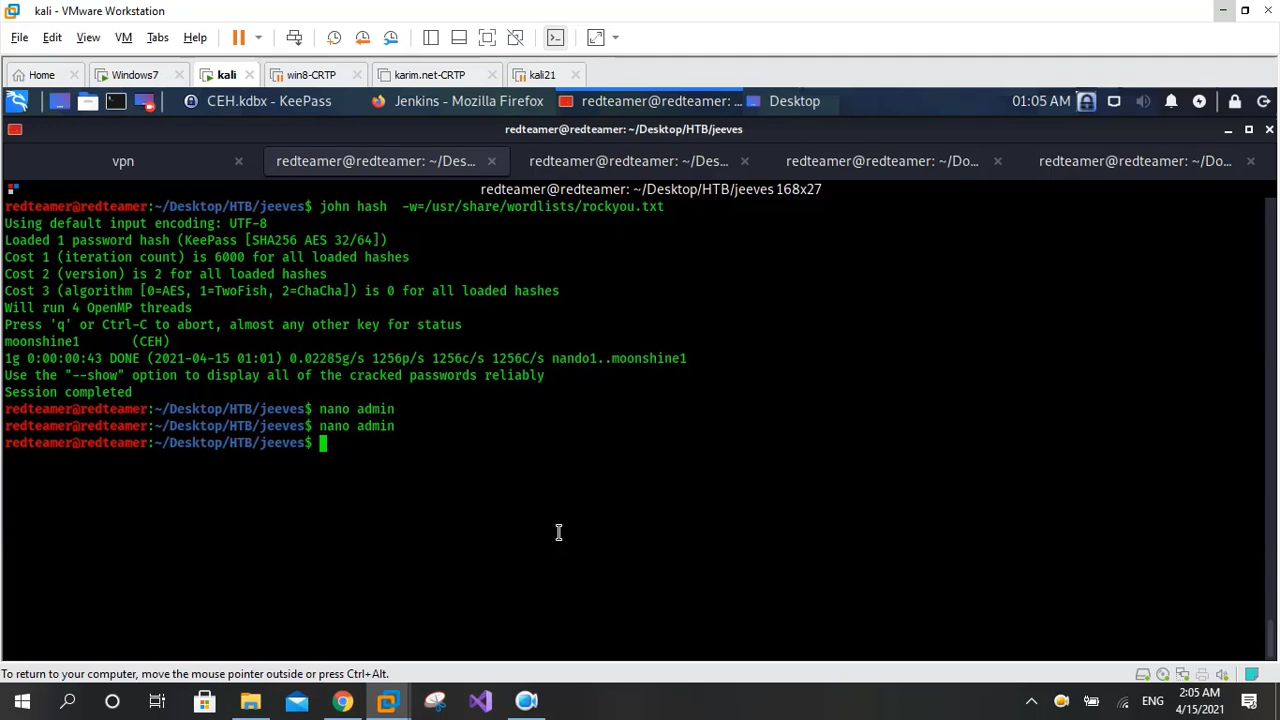 kali - VMware Workstation
File Edit View VM Tabs Help
Home Windows7 kali win8-CRTP karim.net-CRTP kali21
CEH.kdbx - KeePass Jenkins - Mozilla Firefox redteamer@redteamer: ... Desktop 01:05 AM
redteamer@redteamer: ~/Desktop/HTB/jeeves
vpn redteamer@redteamer: ~/Des... redteamer@redteamer: ~/Des... redteamer@redteamer: ~/Do... redteamer@redteamer: ~/Do...
redteamer@redteamer: ~/Desktop/HTB/jeeves 168x27
redteamer@redteamer:~/Desktop/HTB/jeeves$ john hash  -w=/usr/share/wordlists/rockyou.txt
Using default input encoding: UTF-8
Loaded 1 password hash (KeePass [SHA256 AES 32/64])
Cost 1 (iteration count) is 6000 for all loaded hashes
Cost 2 (version) is 2 for all loaded hashes
Cost 3 (algorithm [0=AES, 1=TwoFish, 2=ChaCha]) is 0 for all loaded hashes
Will run 4 OpenMP threads
Press 'q' or Ctrl-C to abort, almost any other key for status
moonshine1       (CEH)
1g 0:00:00:43 DONE (2021-04-15 01:01) 0.02285g/s 1256p/s 1256c/s 1256C/s nando1..moonshine1
Use the "--show" option to display all of the cracked passwords reliably
Session completed
redteamer@redteamer:~/Desktop/HTB/jeeves$ nano admin
redteamer@redteamer:~/Desktop/HTB/jeeves$ nano admin
redteamer@redteamer:~/Desktop/HTB/jeeves$
To return to your computer, move the mouse pointer outside or press Ctrl+Alt.
ENG 2:05 AM
4/15/2021